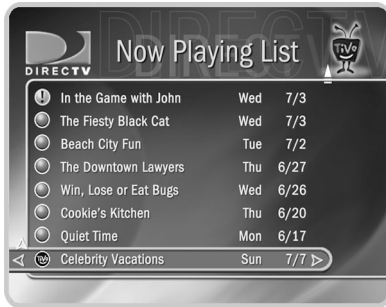 DIRECTV
DIRECTV
Now Playing List
TiVo
In the Game with John Wed 7/3
The Fiesty Black Cat Wed 7/3
Beach City Fun Tue 7/2
The Downtown Lawyers Thu 6/27
Win, Lose or Eat Bugs Wed 6/26
Cookie's Kitchen Thu 6/20
Quiet Time Mon 6/17
TiVo Celebrity Vacations Sun 7/7